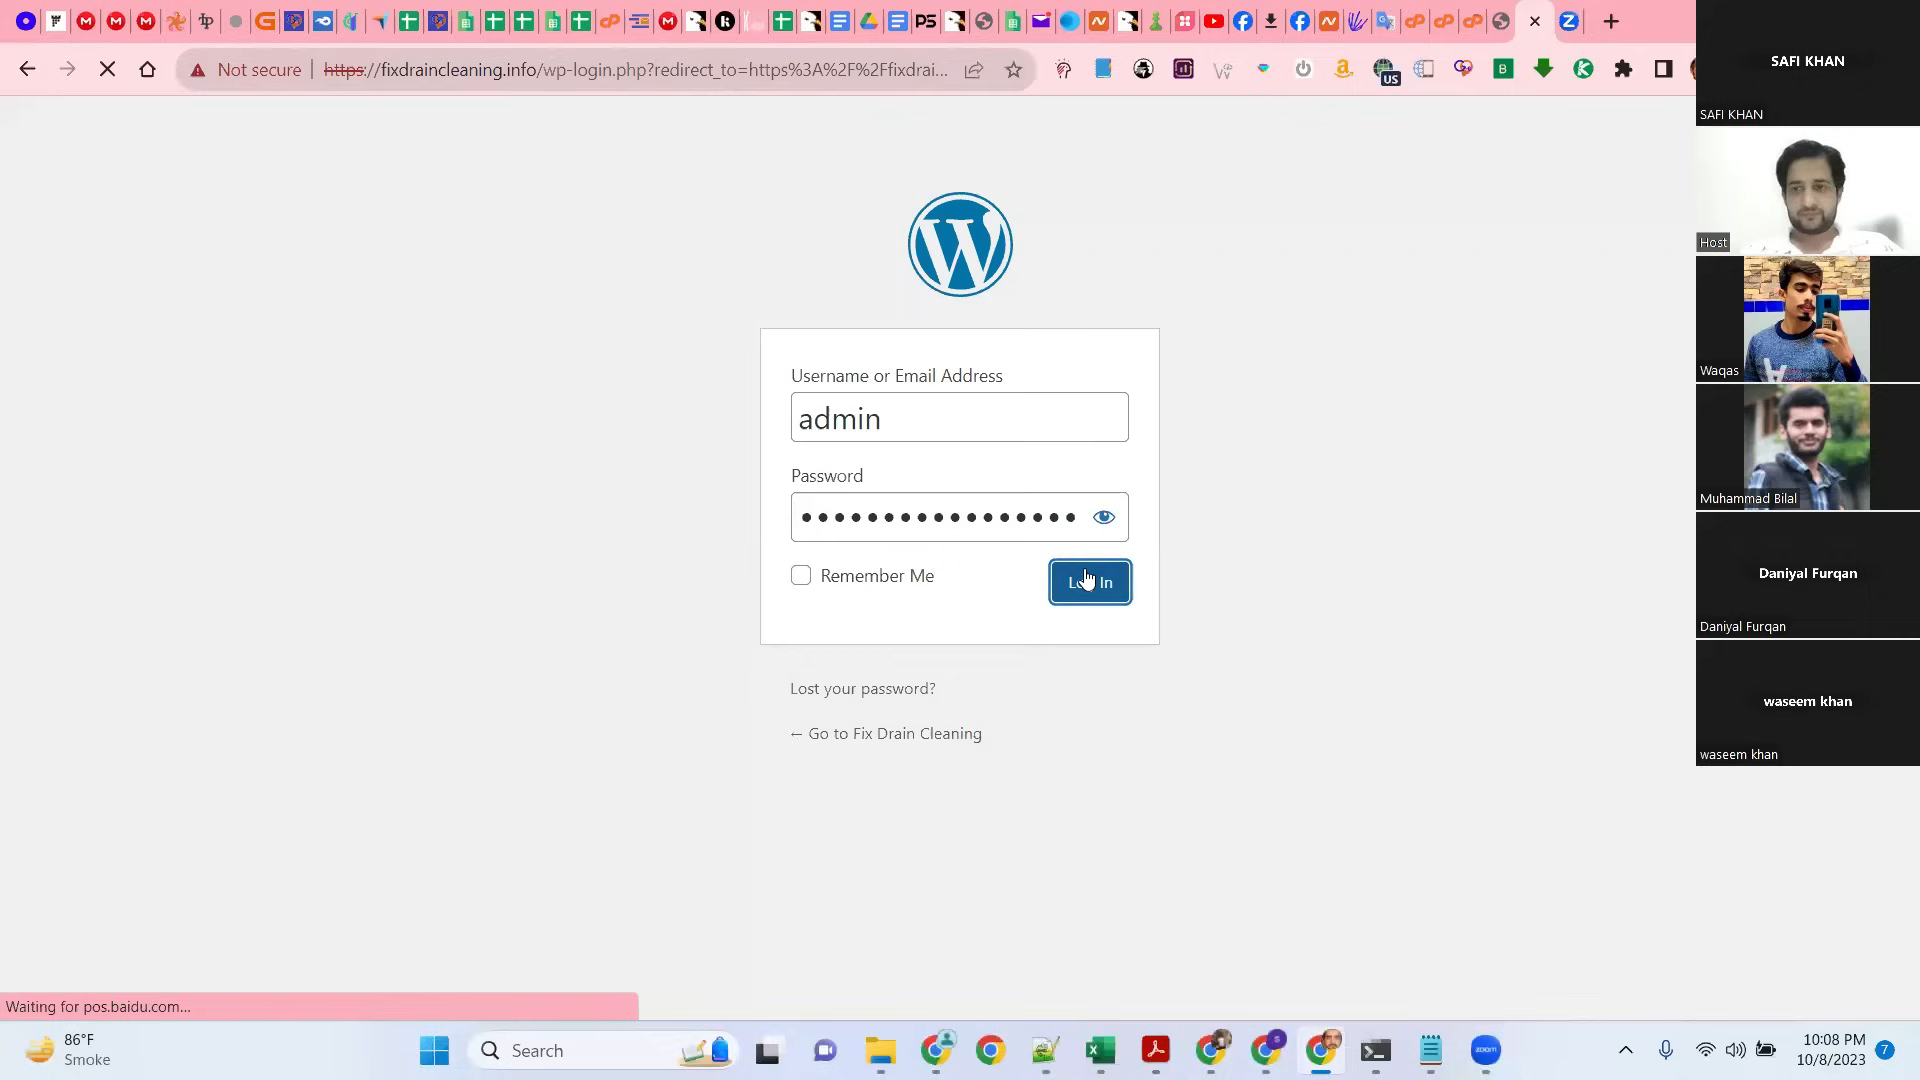 Not secure
https://fixdraincleaning.info/wp-login.php?redirect_to=https%3A%2F%2Ffixdrai...
US
Username or Email Address
admin
Password
Remember Me
Lost your password?
← Go to Fix Drain Cleaning
Waiting for pos.baidu.com...
SAFI KHAN
SAFI KHAN
Host
Waqas
Muhammad Bilal
Daniyal Furqan
Daniyal Furqan
waseem khan
waseem khan
86°F
Smoke
Search
zoom
10:08 PM
10/8/2023
7